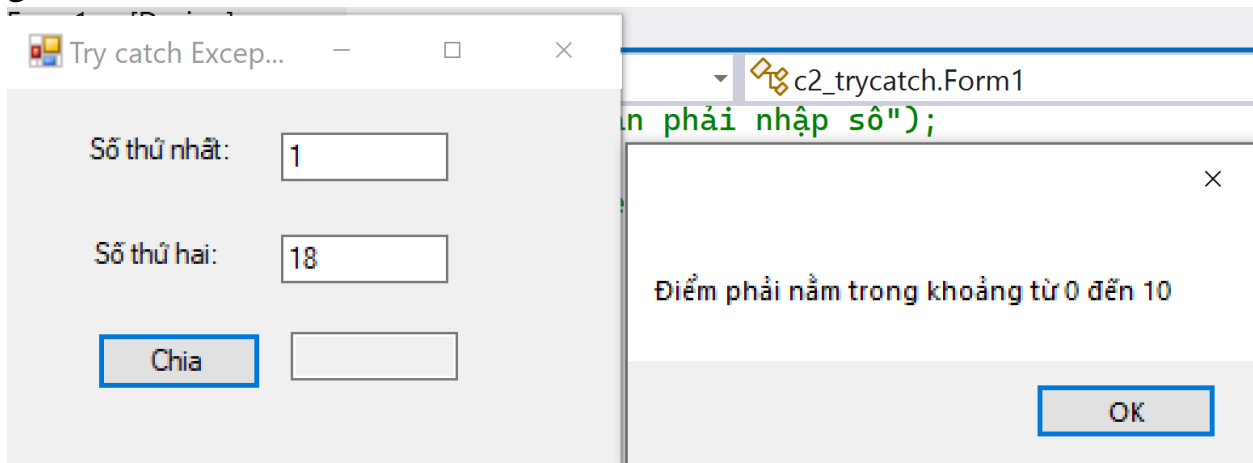 Try catch Excep...
c2_trycatch.Form1
phải nhập sô");
Số thứ nhất:
1
Số thứ hai:
18
Điểm phải nằm trong khoảng từ 0 đến 10
Chia
OK